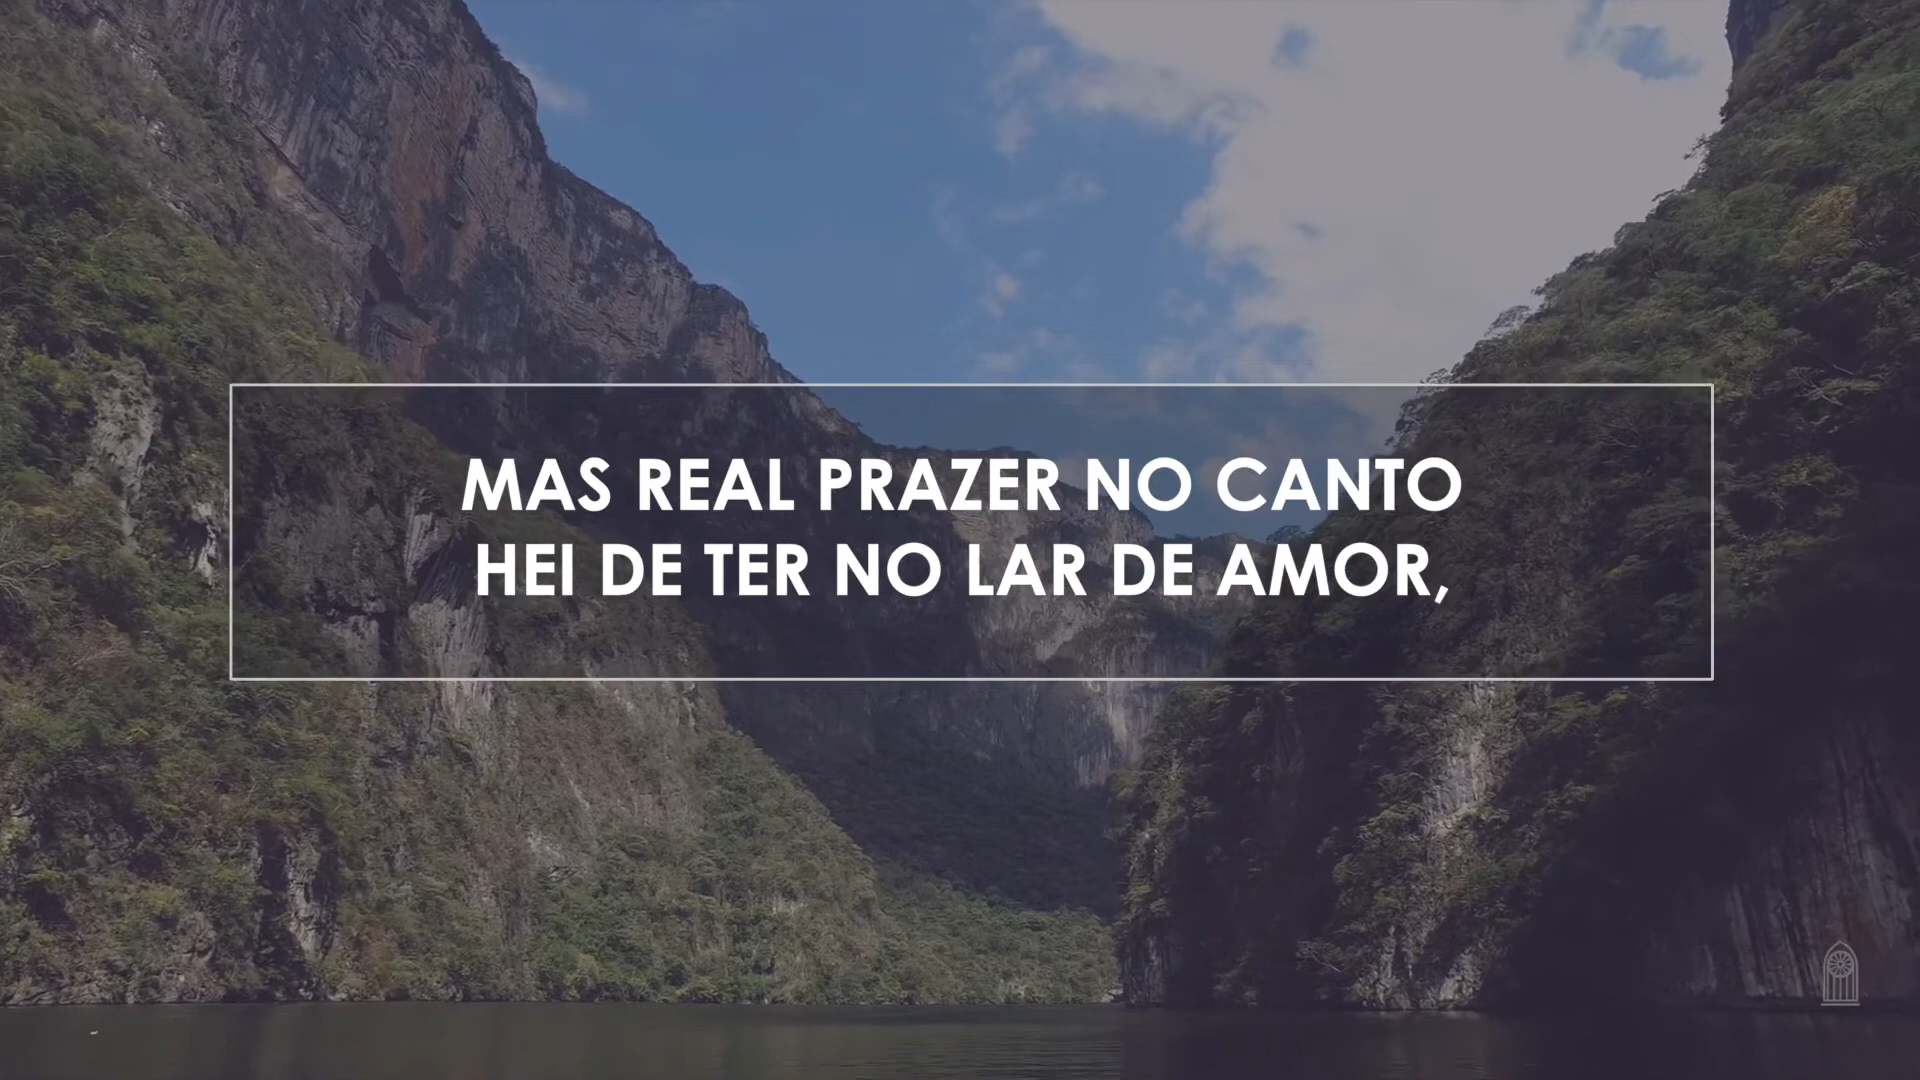 MAS REAL PRAZER NO CANTO
HEI DE TER NO LAR DE AMOR,